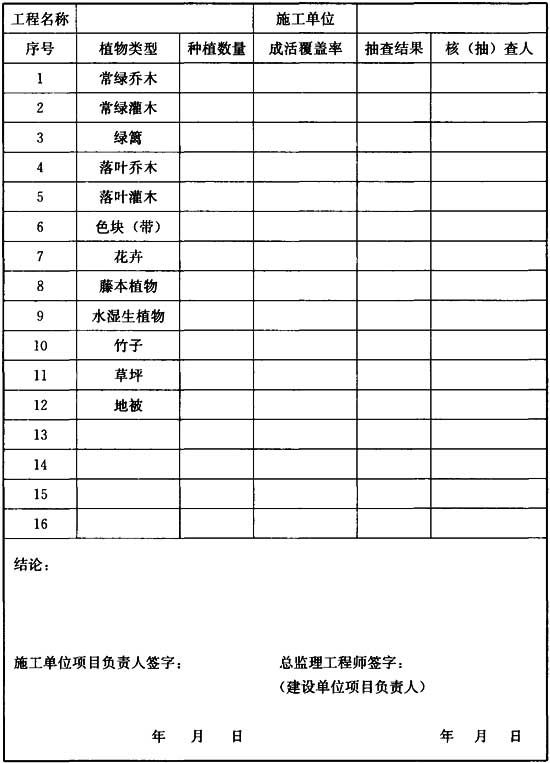 工程名称 施工单位
序号 植物类型 种植数量 成活覆盖率 抽查结果 核（抽）查人
1 常绿乔木
2 常绿灌木
3 绿篱
4 落叶乔木
5 落叶灌木
6 色块（带）
7 花卉
8 藤本植物
9 水湿生植物
10 竹子
11 草坪
12 地被
13
14
15
16
结论：
施工单位项目负责人签字： 总监理工程师签字：
（建设单位项目负责人）
年 月 日 年 月 日